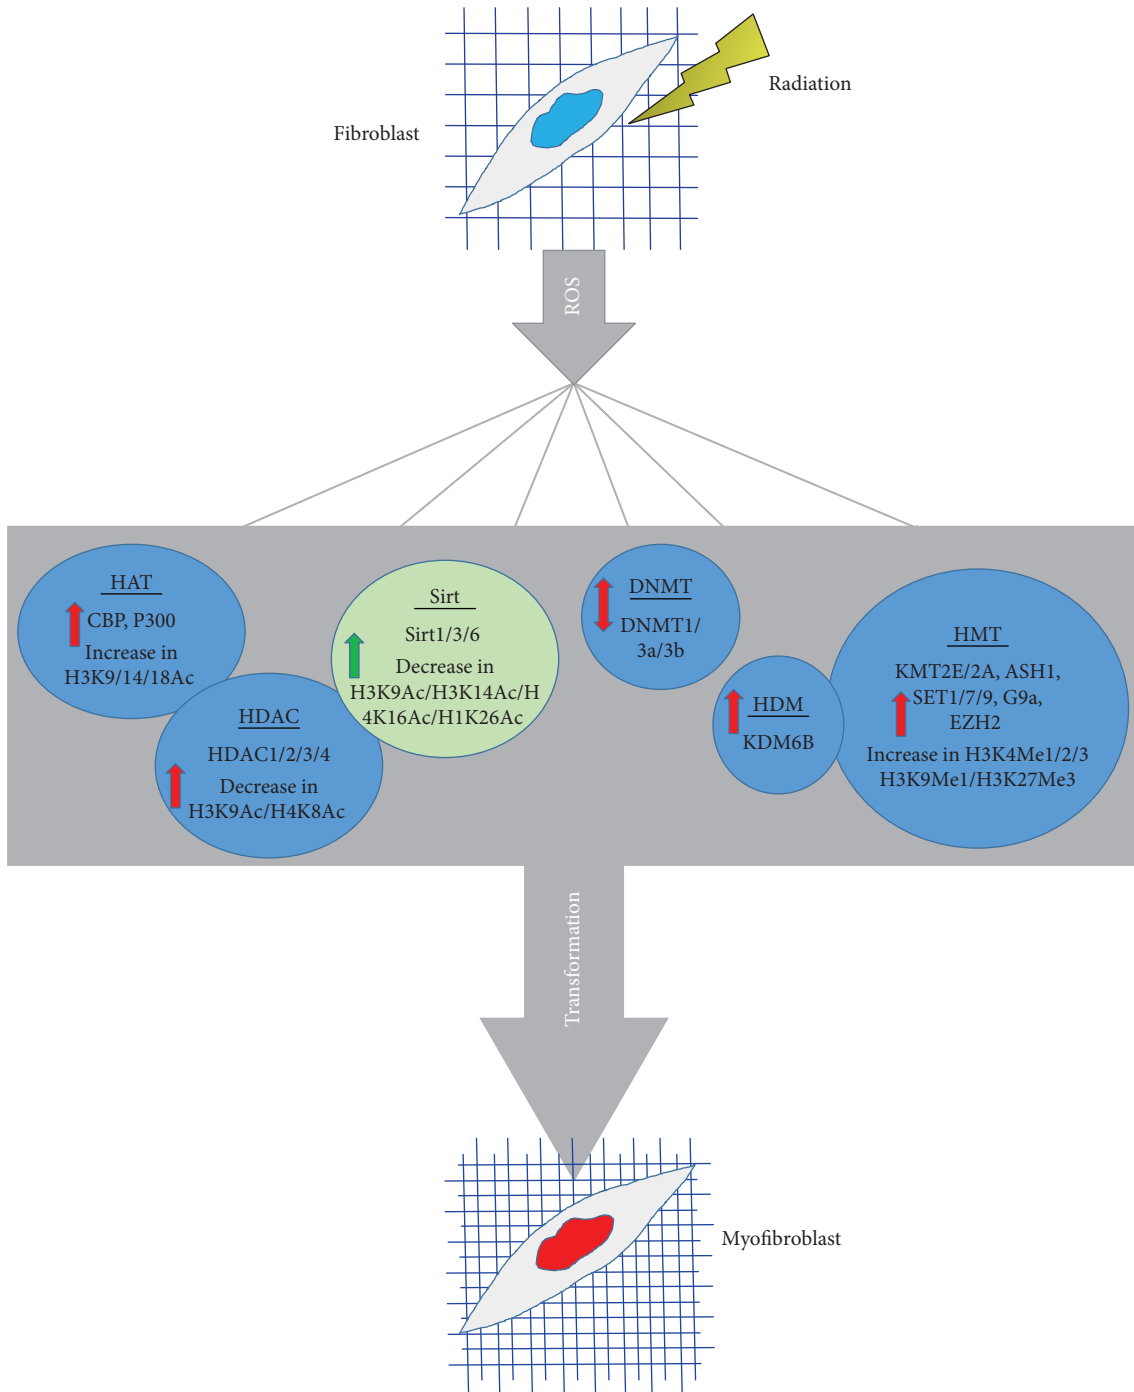 Radiation
Fibroblast
ROS
HAT
CBP, P300
Increase in
H3K9/14/18Ac
HDAC
HDAC1/2/3/4
Decrease in
H3K9Ac/H4K8Ac
Sirt
Sirt1/3/6
Decrease in
H3K9Ac/H3K14Ac/H
4K16Ac/H1K26Ac
DNMT
DNMT1/
3a/3b
HDM
KDM6B
HMT
KMT2E/2A, ASH1,
SET1/7/9, G9a,
EZH2
Increase in H3K4Me1/2/3
H3K9Me1/H3K27Me3
Transformation
Myofibroblast